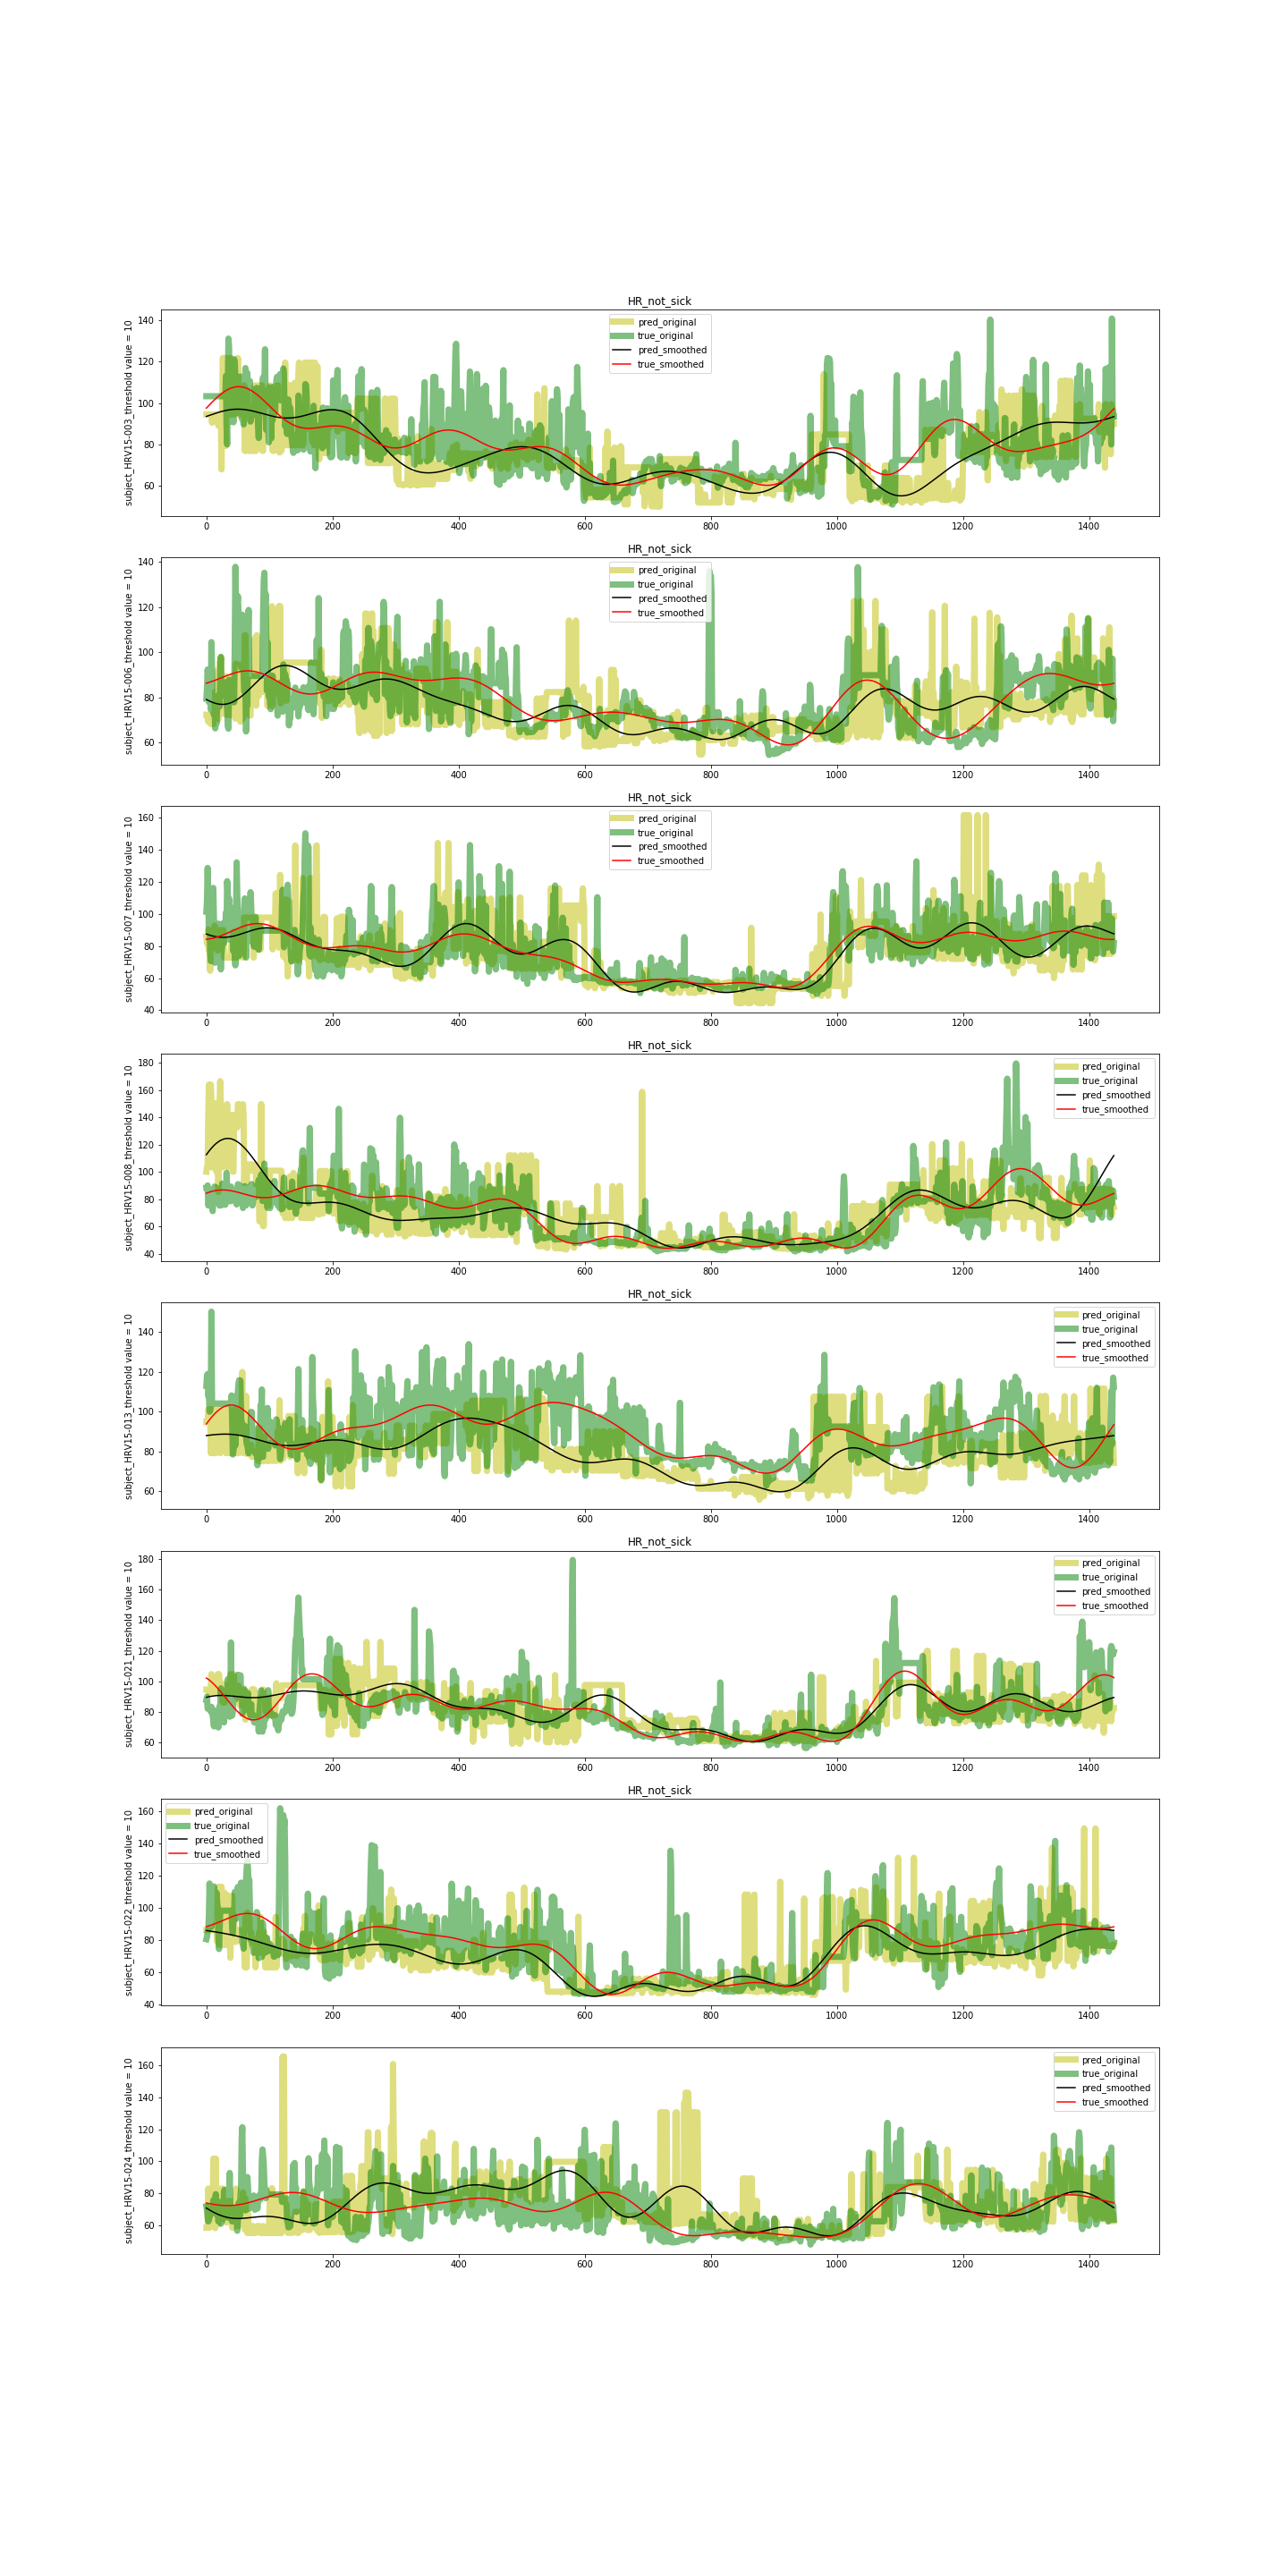 HR_not_sick
subject_HRV15-003_threshold value = 10
140
120
100
80
60
pred_original
true_original
pred_smoothed
true_smoothed
0 200 400 600 800 1000 1200 1400
HR_not_sick
subject_HRV15-006_threshold value = 10
140
120
100
80
60
pred_original
true_original
pred_smoothed
true_smoothed
0 200 400 600 800 1000 1200 1400
HR_not_sick
subject_HRV15-007_threshold value = 10
160
140
120
100
80
60
40
pred_original
true_original
pred_smoothed
true_smoothed
0 200 400 600 800 1000 1200 1400
HR_not_sick
subject_HRV15-008_threshold value = 10
180
160
140
120
100
80
60
40
pred_original
true_original
pred_smoothed
true_smoothed
0 200 400 600 800 1000 1200 1400
HR_not_sick
subject_HRV15-013_threshold value = 10
140
120
100
80
60
pred_original
true_original
pred_smoothed
true_smoothed
0 200 400 600 800 1000 1200 1400
HR_not_sick
subject_HRV15-021_threshold value = 10
180
160
140
120
100
80
60
pred_original
true_original
pred_smoothed
true_smoothed
0 200 400 600 800 1000 1200 1400
HR_not_sick
subject_HRV15-022_threshold value = 10
160
140
120
100
80
60
40
pred_original
true_original
pred_smoothed
true_smoothed
0 200 400 600 800 1000 1200 1400
subject_HRV15-024_threshold value = 10
160
140
120
100
80
60
pred_original
true_original
pred_smoothed
true_smoothed
0 200 400 600 800 1000 1200 1400